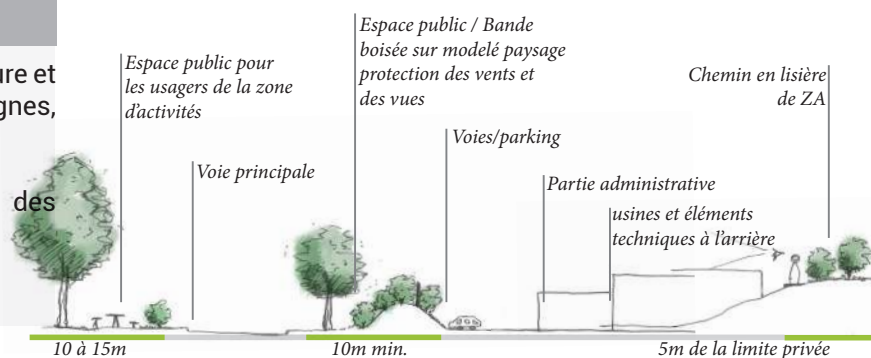 ure et
gnes,
des
Espace public pour
les usagers de la zone
d'activités
Voie principale
Espace public / Bande
boisée sur modelé paysage
protection des vents et
des vues
Voies/parking
Partie administrative
usines et éléments
techniques à l'arrière
Chemin en lisière
de ZA
10 à 15m
10m min.
5m de la limite privée